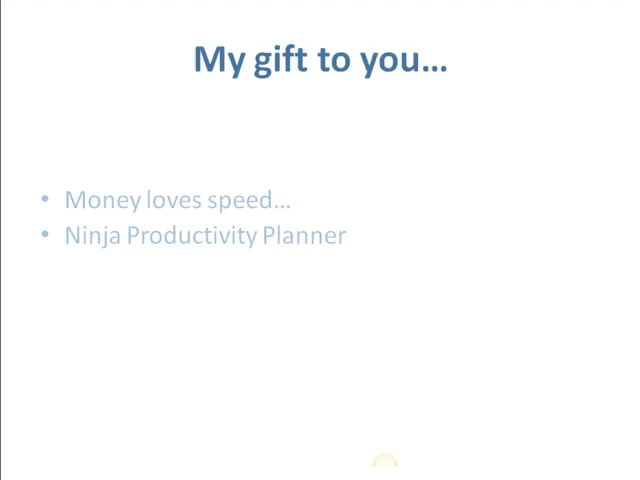 My gift to you…
• Money loves speed…
• Ninja Productivity Planner